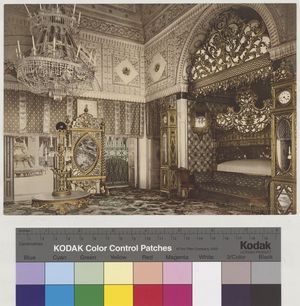 KODAK Color Control Patches
Kodak
Blue Cyan Green Yellow Red Magenta White 3/Color Black